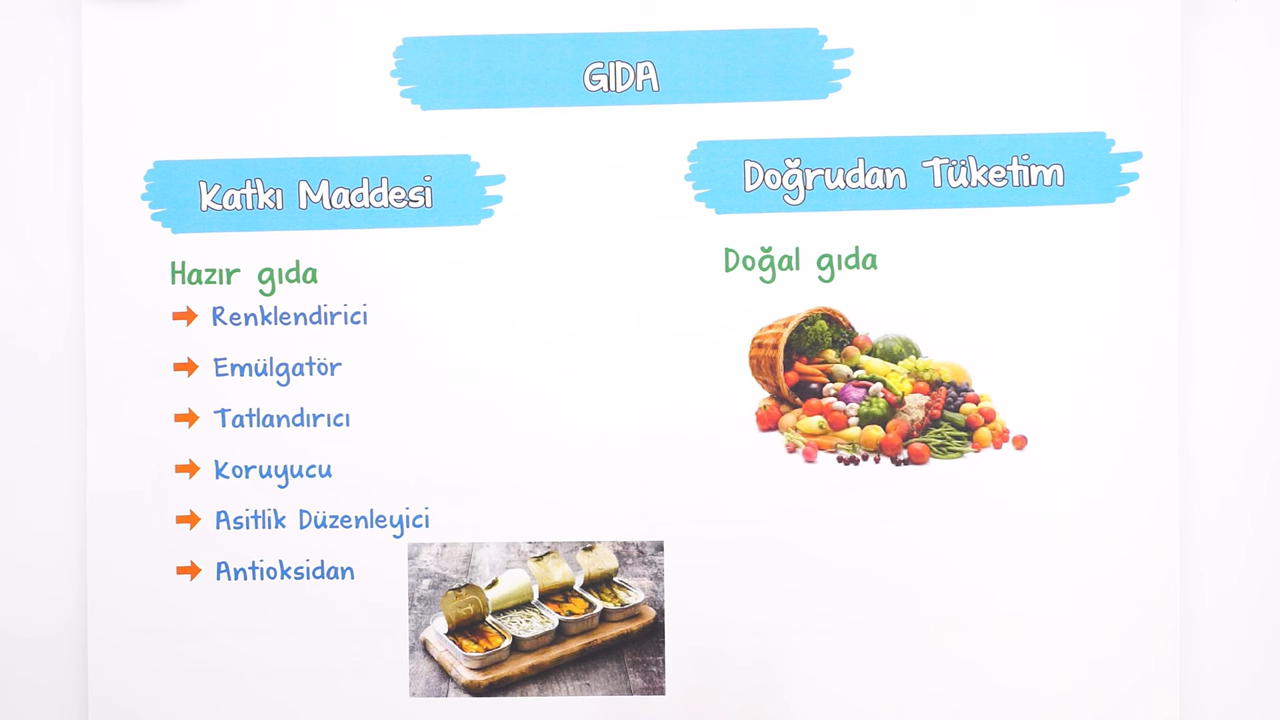 GIDA
Katkı Maddesi
Hazır gıda
Renklendirici
Emülgatör
Tatlandırıcı
Koruyucu
Asitlik Düzenleyici
Antioksidan
Doğrudan Tüketim
Doğal gıda